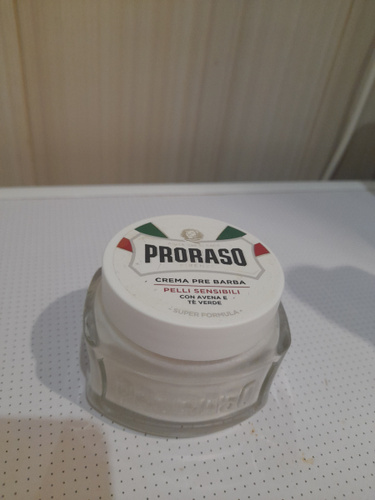 PRORASO
CREMA PRE BARBA
PELLI SENSIBILI
CON AVENA E
TÈ VERDE
- SUPER FORMULA -